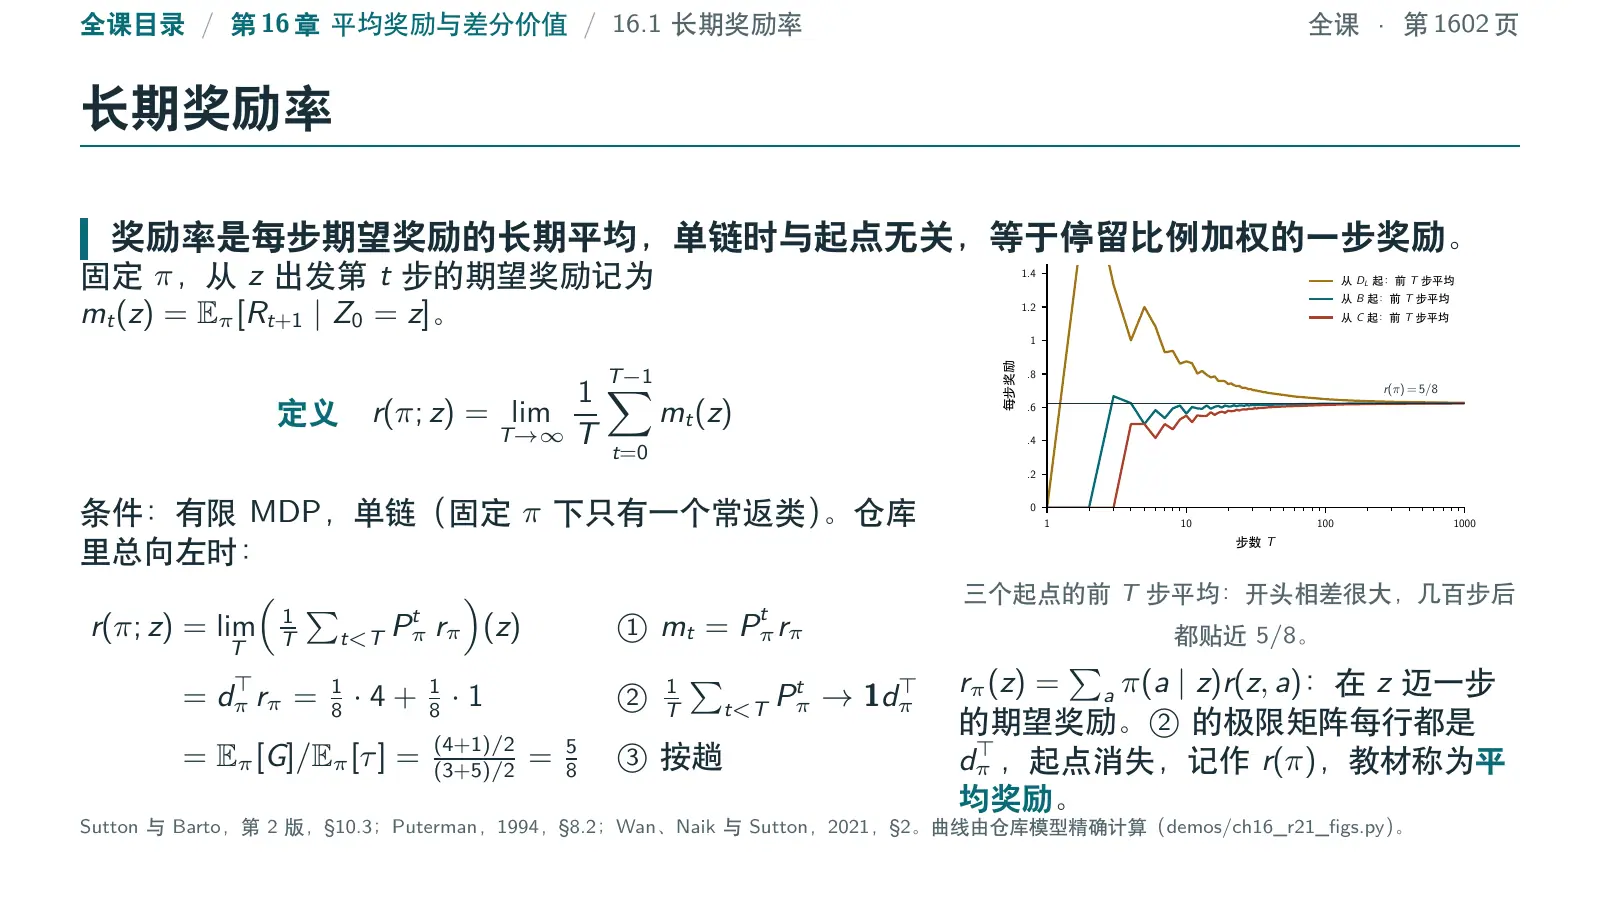 全课目录 / 第 16 章 平均奖励与差分价值 / 16.1 长期奖励率
全课 · 第 1602 页
长期奖励率
奖励率是每步期望奖励的长期平均，单链时与起点无关，等于停留比例加权的一步奖励。
固定 π，从 z 出发第 t 步的期望奖励记为
m_t(z) = 𝔼_π[R_{t+1} | Z_0 = z]。
定义 r(π; z) = lim_{T→∞} \frac{1}{T} ∑_{t=0}^{T−1} m_t(z)
条件：有限 MDP，单链（固定 π 下只有一个常返类）。仓库
里总向左时：
r(π; z) = lim_T ( \frac{1}{T} ∑_{t<T} P_π^t r_π )(z) ① m_t = P_π^t r_π
= d_π^⊤ r_π = \frac{1}{8} · 4 + \frac{1}{8} · 1 ② \frac{1}{T} ∑_{t<T} P_π^t → 𝟏d_π^⊤
= 𝔼_π[G]/𝔼_π[τ] = \frac{(4+1)/2}{(3+5)/2} = \frac{5}{8} ③ 按趟
每步奖励
1.4
1.2
1
.8
.6
.4
.2
0
1 10 100 1000
步数 T
从 D_L 起：前 T 步平均
从 B 起：前 T 步平均
从 C 起：前 T 步平均
r(π) = 5/8
三个起点的前 T 步平均：开头相差很大，几百步后
都贴近 5/8。
r_π(z) = ∑_a π(a | z)r(z, a)：在 z 迈一步
的期望奖励。② 的极限矩阵每行都是
d_π^⊤，起点消失，记作 r(π)，教材称为平
均奖励。
Sutton 与 Barto，第 2 版，§10.3；Puterman，1994，§8.2；Wan、Naik 与 Sutton，2021，§2。曲线由仓库模型精确计算（demos/ch16_r21_figs.py）。